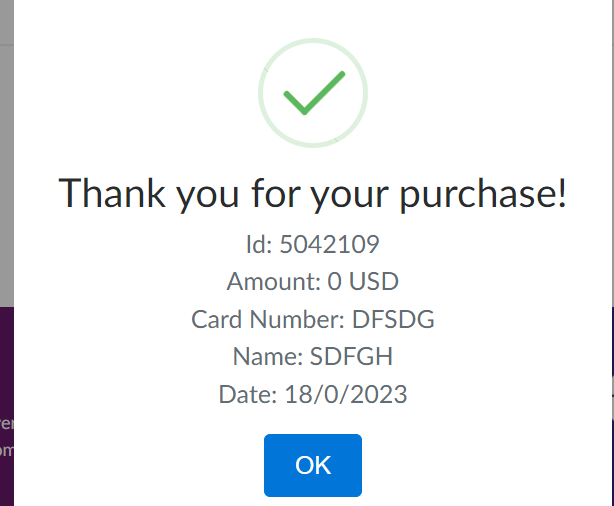 Thank you for your purchase!
Id: 5042109
Amount: 0 USD
Card Number: DFSDG
Name: SDFGH
Date: 18/0/2023
OK